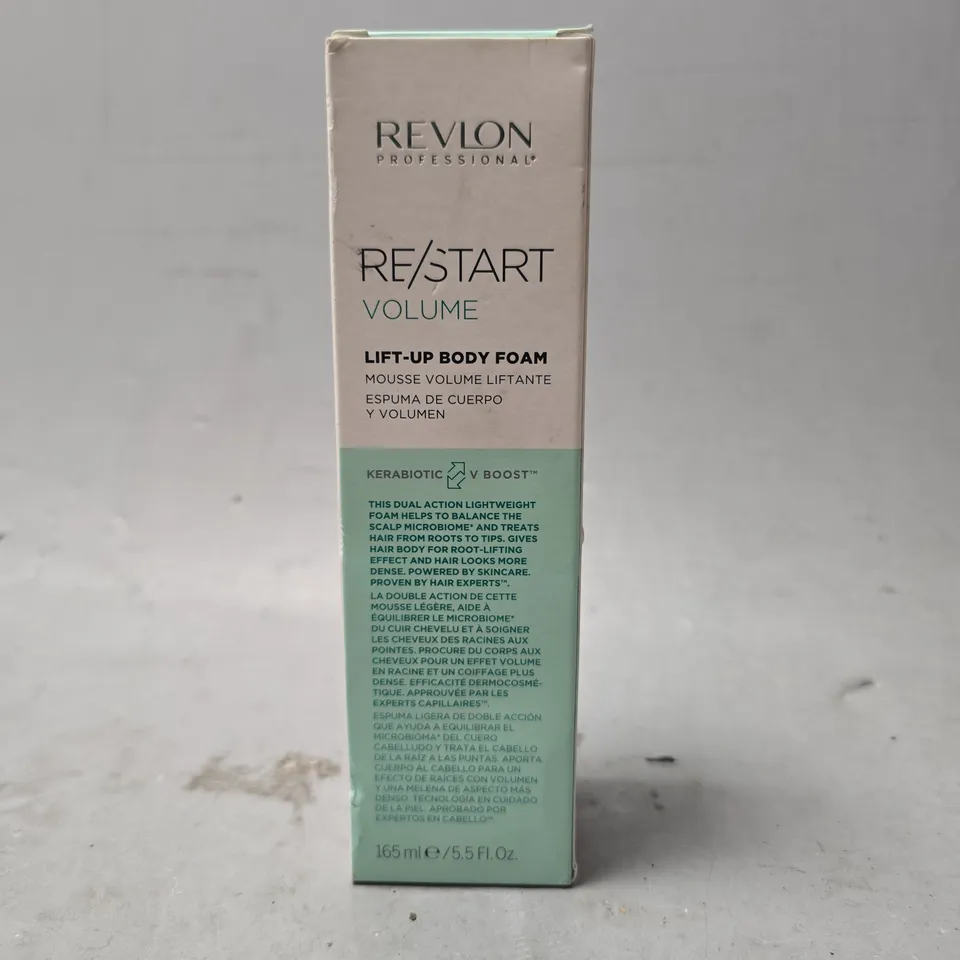 REVLON
PROFESSIONAL®
RE/START
VOLUME
LIFT-UP BODY FOAM
MOUSSE VOLUME LIFTANTE
ESPUMA DE CUERPO
Y VOLUMEN
KERABIOTIC V BOOST™
THIS DUAL ACTION LIGHTWEIGHT
FOAM HELPS TO BALANCE THE
SCALP MICROBIOME* AND TREATS
HAIR FROM ROOTS TO TIPS. GIVES
HAIR BODY FOR ROOT-LIFTING
EFFECT AND HAIR LOOKS MORE
DENSE. POWERED BY SKINCARE.
PROVEN BY HAIR EXPERTS™.
LA DOUBLE ACTION DE CETTE
MOUSSE LÉGÈRE, AIDE À
ÉQUILIBRER LE MICROBIOME*
DU CUIR CHEVELU ET À SOIGNER
LES CHEVEUX DES RACINES AUX
POINTES. PROCURE DU CORPS AUX
CHEVEUX POUR UN EFFET VOLUME
EN RACINE ET UN COIFFAGE PLUS
DENSE. EFFICACITÉ DERMOCOSMÉ-
TIQUE. APPROUVÉE PAR LES
EXPERTS CAPILLAIRES™.
ESPUMA LIGERA DE DOBLE ACCIÓN
QUE AYUDA A EQUILIBRAR EL
MICROBIOMA* DEL CUERO
CABELLUDO Y TRATA EL CABELLO
DE LA RAÍZ A LAS PUNTAS. APORTA
CUERPO AL CABELLO PARA UN
EFECTO DE RAÍCES CON VOLUMEN
Y UNA MELENA DE ASPECTO MÁS
DENSO. TECNOLOGÍA EN CUIDADO
DE LA PIEL. APROBADO POR
EXPERTOS EN CABELLO™.
165 ml ℮/5.5 Fl. Oz.